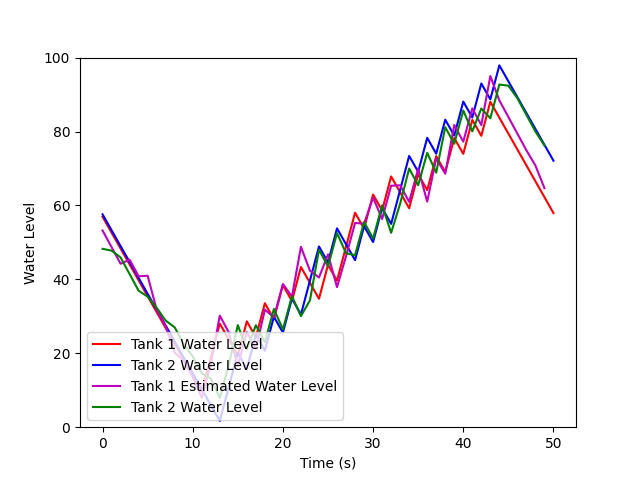 100
80
60
40
20
0
Water Level
Tank 1 Water Level
Tank 2 Water Level
Tank 1 Estimated Water Level
Tank 2 Water Level
0 10 20 30 40 50
Time (s)